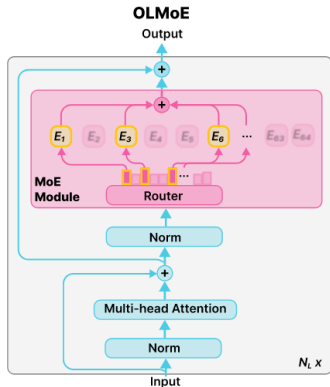 OLMoE
Output
+
+
E1 E2 E3 E4 E5 E6 ... E63 E64
...
MoE
Module
Router
Norm
+
Multi-head Attention
Norm
NL x
Input